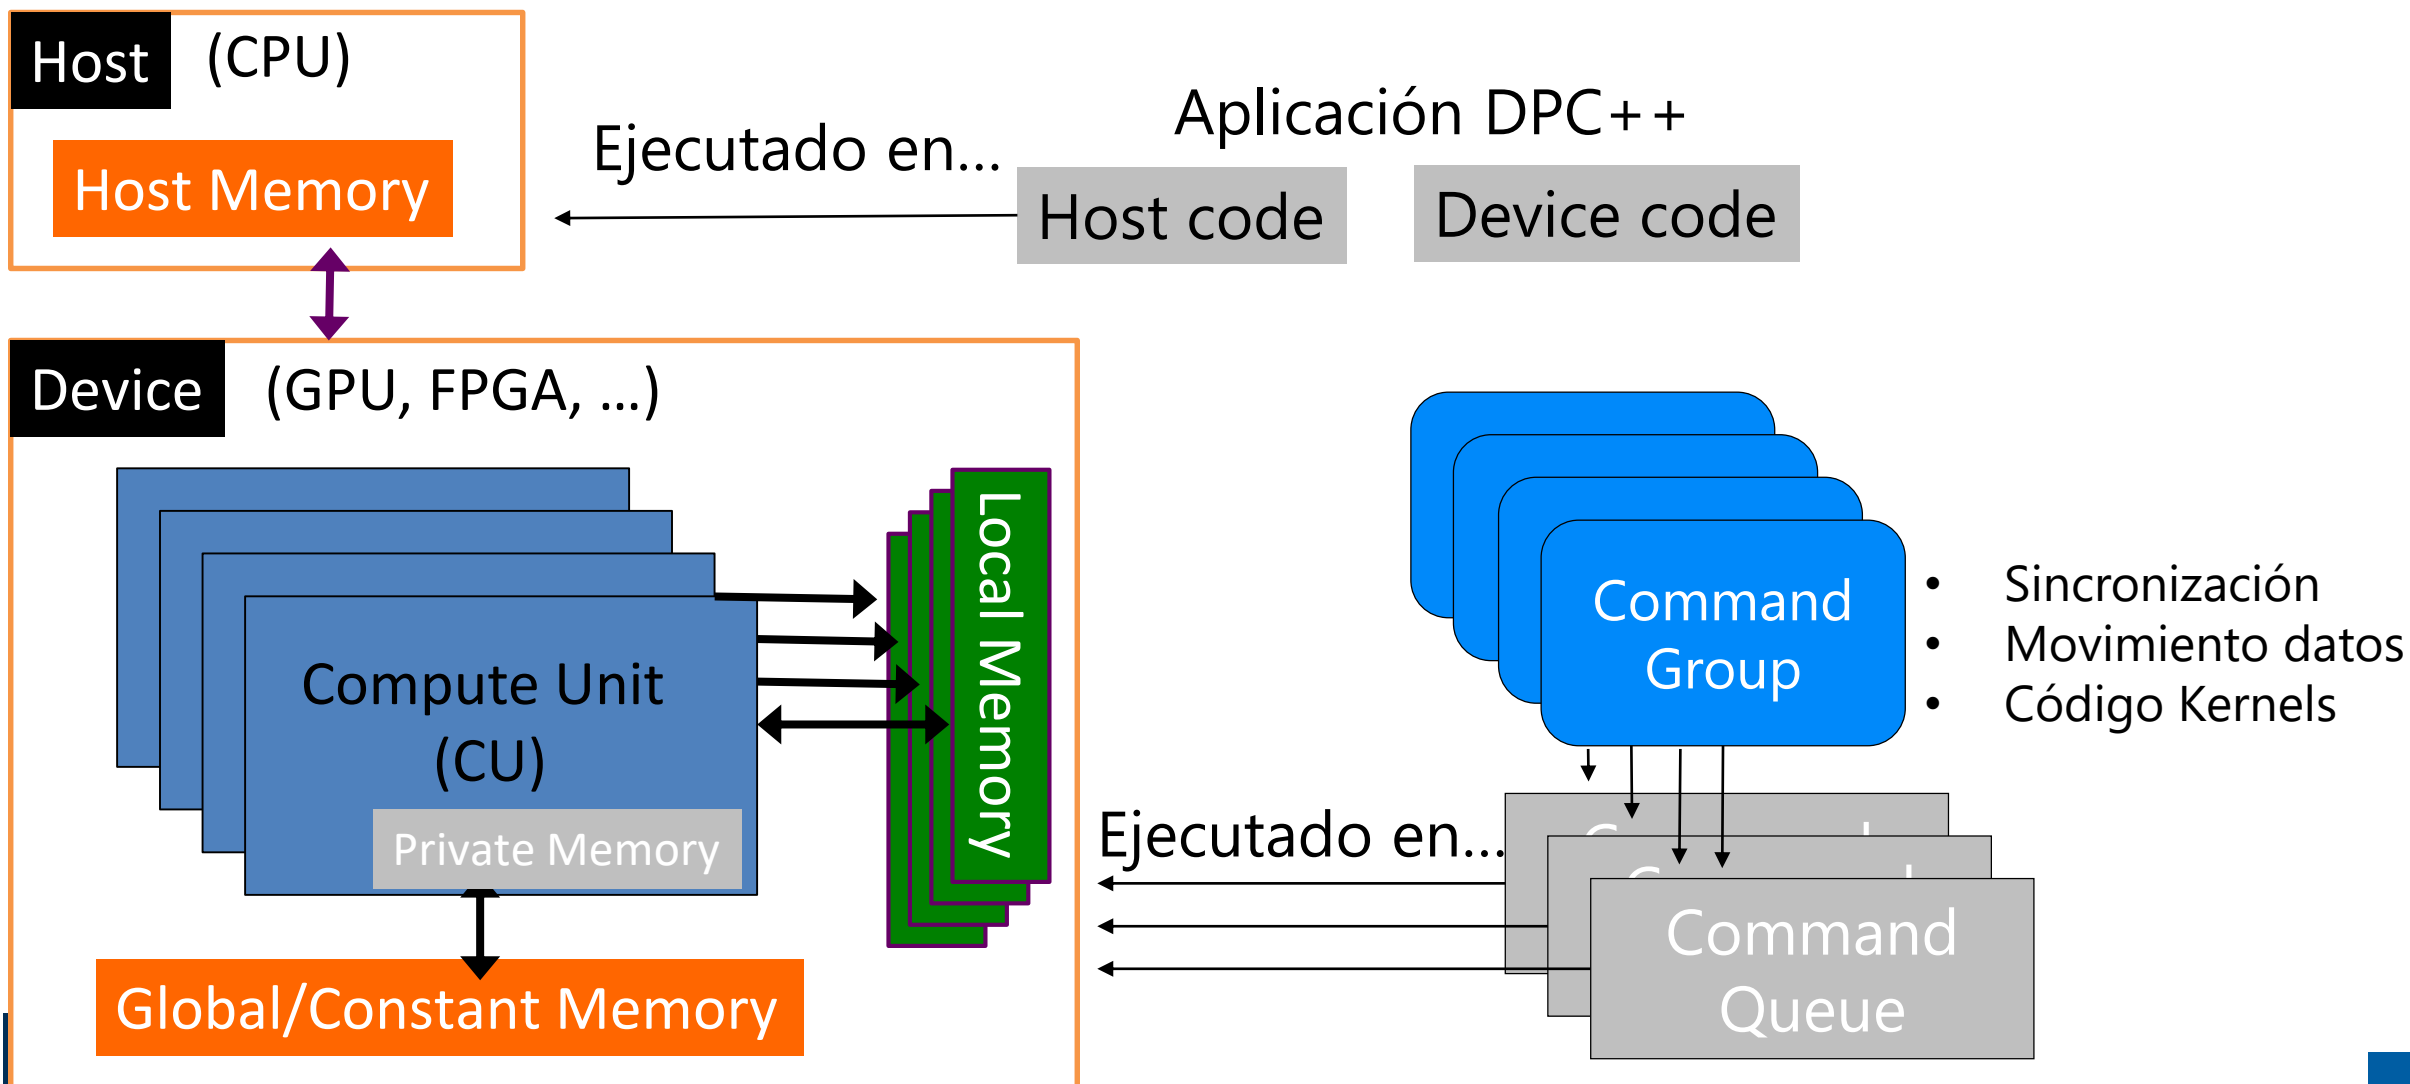 Host (CPU)
Host Memory
Aplicación DPC++
Ejecutado en...
Host code
Device code
Device (GPU, FPGA, ...)
Compute Unit
(CU)
Private Memory
Local Memory
Global/Constant Memory
Command
Group
• Sincronización
• Movimiento datos
• Código Kernels
Ejecutado en...
Command
Queue